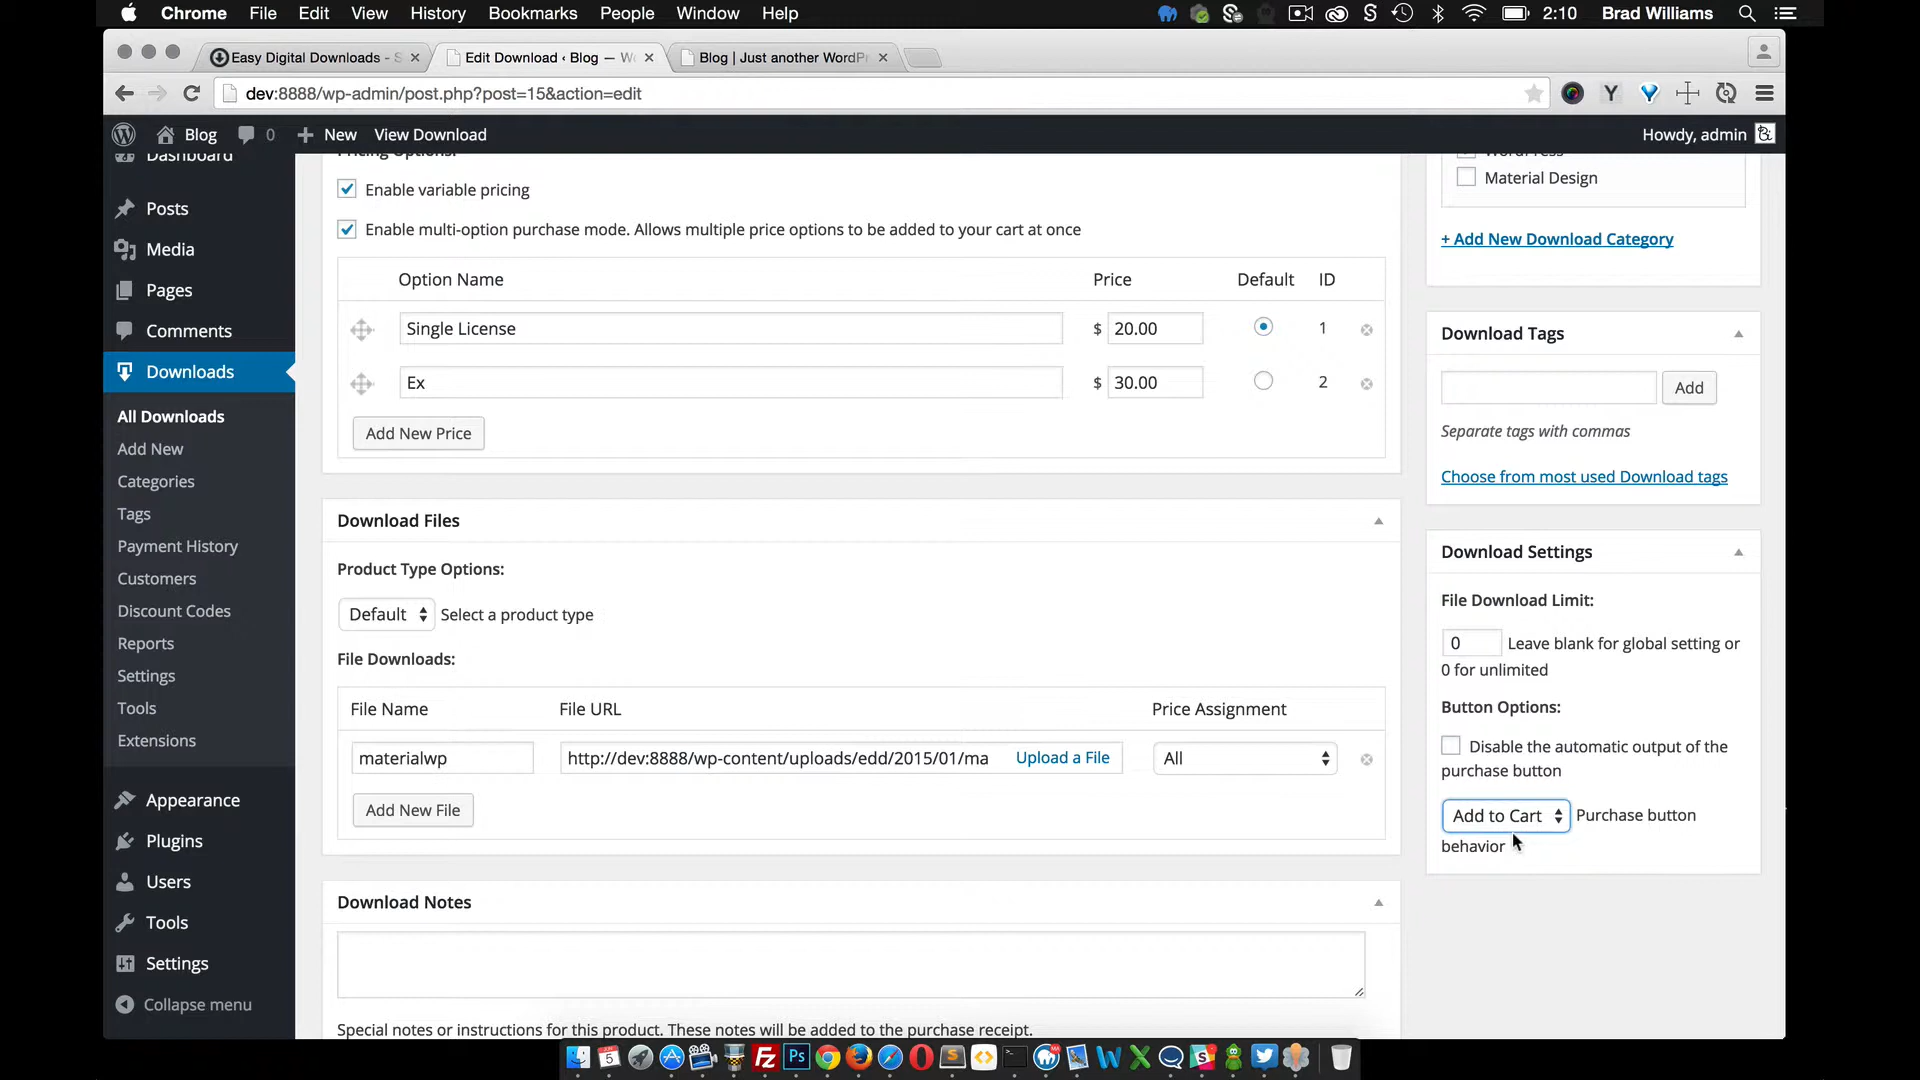 Chrome File Edit View History Bookmarks People Window Help 2:10 Brad Williams
Easy Digital Downloads - S
Edit Download ‹ Blog — W
Blog | Just another WordP
dev:8888/wp-admin/post.php?post=15&action=edit
Blog 0 + New View Download Howdy, admin
Dashboard
Posts
Media
Pages
Comments
Downloads
All Downloads
Add New
Categories
Tags
Payment History
Customers
Discount Codes
Reports
Settings
Tools
Extensions
Appearance
Plugins
Users
Tools
Settings
Collapse menu
Pricing Options:
Enable variable pricing
Enable multi-option purchase mode. Allows multiple price options to be added to your cart at once
Option Name Price Default ID
Single License $ 20.00 1
Ex $ 30.00 2
Add New Price
Download Files
Product Type Options:
Default Select a product type
File Downloads:
File Name File URL Price Assignment
materialwp http://dev:8888/wp-content/uploads/edd/2015/01/ma Upload a File All
Add New File
Download Notes
Special notes or instructions for this product. These notes will be added to the purchase receipt.
WordPress
Material Design
+ Add New Download Category
Download Tags
Add
Separate tags with commas
Choose from most used Download tags
Download Settings
File Download Limit:
0 Leave blank for global setting or
0 for unlimited
Button Options:
Disable the automatic output of the
purchase button
Add to Cart Purchase button
behavior